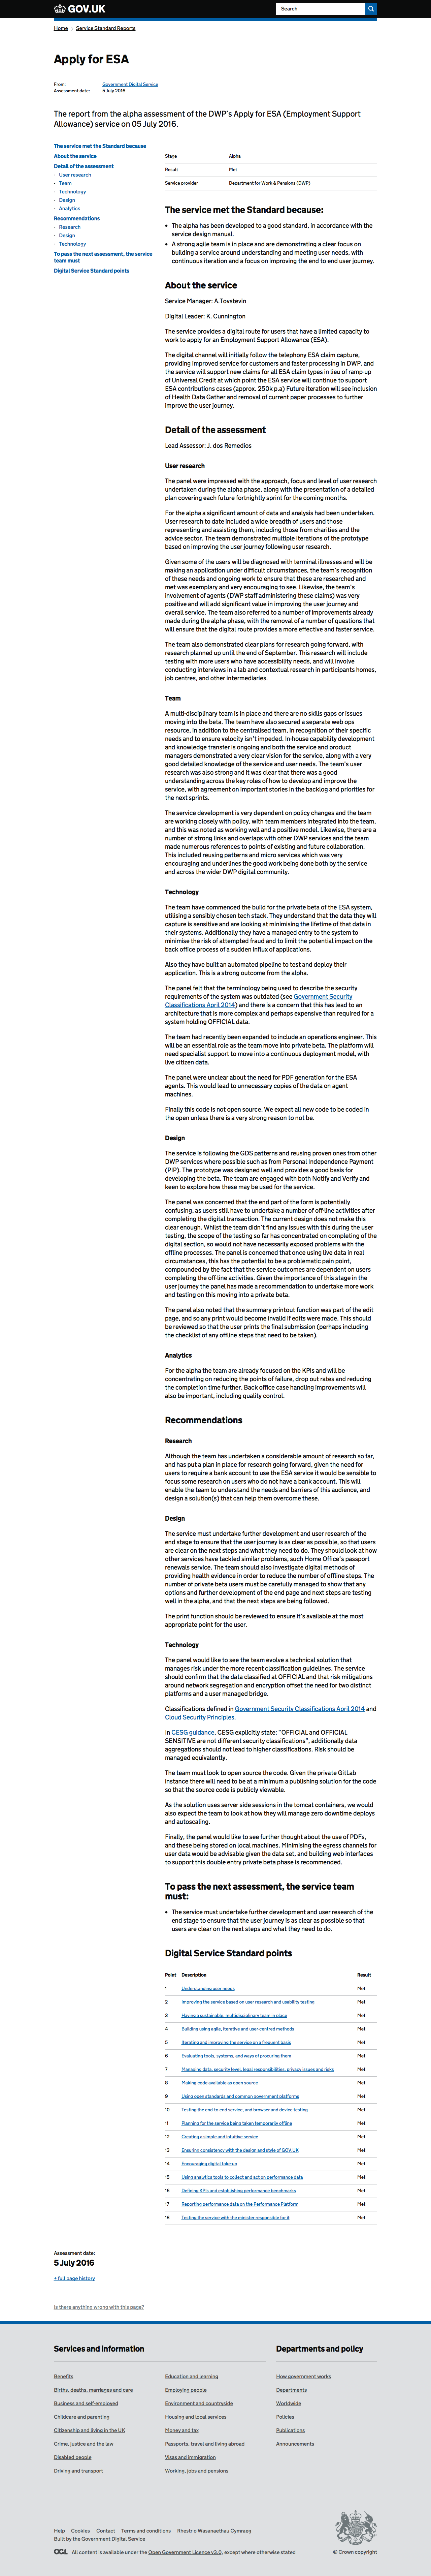 GOV.UK
Search
Home
Service Standard Reports
Apply for ESA
From: Government Digital Service
Assessment date: 5 July 2016
The report from the alpha assessment of the DWP's Apply for ESA (Employment Support
Allowance) service on 05 July 2016.
The service met the Standard because
About the service
Detail of the assessment
User research
Team
Technology
Design
Analytics
Recommendations
Research
Design
Technology
To pass the next assessment, the service
team must
Digital Service Standard points
Stage Alpha
Result Met
Service provider Department for Work & Pensions (DWP)
The service met the Standard because:
• The alpha has been developed to a good standard, in accordance with the
service design manual.
• A strong agile team is in place and are demonstrating a clear focus on
building a service around understanding and meeting user needs, with
continuous iteration and a focus on improving the end to end user journey.
About the service
Service Manager: A.Tovstevin
Digital Leader: K. Cunnington
The service provides a digital route for users that have a limited capacity to
work to apply for an Employment Support Allowance (ESA).
The digital channel will initially follow the telephony ESA claim capture,
providing improved service for customers and faster processing in DWP. and
the service will support new claims for all ESA claim types in lieu of ramp-up
of Universal Credit at which point the ESA service will continue to support
ESA contributions cases (approx. 250k p.a) Future iteration will see inclusion
of Health Data Gather and removal of current paper processes to further
improve the user journey.
Detail of the assessment
Lead Assessor: J. dos Remedios
User research
The panel were impressed with the approach, focus and level of user research
undertaken during the alpha phase, along with the presentation of a detailed
plan covering each future fortnightly sprint for the coming months.
For the alpha a significant amount of data and analysis had been undertaken.
User research to date included a wide breadth of users and those
representing and assisting them, including researchers from charities and the
advice sector. The team demonstrated multiple iterations of the prototype
based on improving the user journey following user research.
Given some of the users will be diagnosed with terminal illnesses and will be
making an application under difficult circumstances, the team's recognition
of these needs and ongoing work to ensure that these are incorporated and
met early on was exemplary and very encouraging to see. Likewise, the team's
involvement of agents (DWP staff administering these claims) was very
positive and will add significant value in improving the user journey and
overall service. The team also referred to a number of improvements already
made during the alpha phase, with the removal of a number of questions that
will ensure that the digital route provides a more effective and timely service.
The team also demonstrated clear plans for research going forward, with
research planned up until the end of September. This research will include
working with more users who have accessibility needs, and will involve
conducting that research in lab and contextual research in participants homes,
job centres, and other intermediaries.
Team
A multi-disciplinary team is in place and there are no skills gaps or issues
moving into the beta. The team have also secured a separate web ops
resource, in addition to the centralised team, in recognition of their specific
needs and to ensure velocity isn't impeded. In-house capability development
and knowledge transfer is ongoing and both the service and product
managers demonstrated a very clear vision for the service, along with a very
good detailed knowledge of the service and user needs. The team's user
research was also strong and it was clear that there was a good
understanding across the team by everyone involved in developing the
service, with regards to its current position and the focus and priorities for
the next sprints.
The service development is very dependent on policy changes and the team
are working closely with policy, with team members integrated into the team,
what was noted as working well and a positive model. Likewise, there are a
number of strong links and overlaps with other DWP services and the team
made numerous references to points of existing and future collaboration.
This included reusing patterns and micro services which was very
encouraging and underlines the good work being done both by the service
and across the wider DWP digital community.
Technology
The team have commenced the build for the private beta of the ESA system,
utilising a sensibly chosen tech stack. They understand that the data they will
capture is sensitive and are looking at sensible options to minimise the use of
that data in their systems. Additionally they have a managed entry to the system to
minimise the risk of attempted fraud and to limit the potential impact on the
back office process of a sudden influx of applications.
Also they have built an automated pipeline to test and deploy their
application. This is a strong outcome from the alpha.
The panel felt that the terminology being used to describe the security
requirements of the system was outdated (see Government Security
Classifications April 2014) and there is a concern that this has lead to an
architecture that is more complex and perhaps expensive than required for a
system holding OFFICIAL data.
The team had recently been expanded to include an operations engineer. This
will be an essential role as the team move into private beta. The platform will
need specialist support to move into a continuous deployment model, with
live citizen data.
The panel were unclear about the need for PDF generation for the ESA
agents. This would lead to unnecessary copies of the data on agent
machines.
Finally this code is not open source. We expect all new code to be coded in
the open unless there is a very strong reason to not be.
Design
The service is following the GDS patterns and reusing proven ones from other
DWP services where possible such as from Personal Independence Payment
(PIP). The prototype was designed well and provides a good basis for
developing the alpha. The team are engaged with both Notify and Verify and
keen to explore how these may be used for the service.
The panel was concerned that the entry part of the form is potentially
confusing, as users still have to undertake a number of off-line activities after
completing the digital transaction. The current design does not make this
clear enough. Whilst the team didn't find any issues with this during the user
testing, the scope of the testing so far has concentrated on completing of the
digital section, so would not have necessarily exposed problems with the
offline processes. The panel is concerned that once the service is in a digital
live situation, there is a chance that this may be a problematic pain point,
compounded by the fact that the service outcomes are dependent on users
completing the off-line activities. Given the importance of this stage in the
user journey the panel recommend that the team do more design work
and testing on this moving into a private beta.
The panel also noted that the summary printout function was part of the edit
page, and so may print the unwanted edit links. This should
be reviewed so that the user prints the final submission (perhaps including
the checklist of any offline steps that need to be taken).
Analytics
For the alpha the team are already focused on the KPIs and will be
concentrating on reducing the points of failure, drop out rates and reducing
the completion time further. Back office case handling improvements will
also be important, including quality control.
Recommendations
Research
Although the team has undertaken a considerable amount of research so far,
and has put a plan in place for research going forward, given the need for
users to require a bank account to use the ESA service it would be sensible to
focus some research on users who do not have a bank account. This will
enable the team to understand the needs and barriers of this audience, and
design a solution(s) that can help them overcome these.
Design
The service must undertake further development and user research of the
end stage to ensure that the user journey is as clear as possible, so that users
are clear on the next steps and what they need to do. They should look at how
other services have tackled similar problems, such Home Office's passport
renewals service. The team should investigate digital methods of
providing health evidence in order to reduce the number of offline steps. The
number of private beta users must be carefully managed to show that any
potential confusion on the end page and next steps are testing
well in the alpha, and that the next steps are being followed.
The print function should be reviewed to ensure it's available at the most
appropriate point for the user.
Technology
The panel would like to see the team evolve a technical solution that
manages risk under the more recent classification guidelines. The service
should confirm that the data classified at OFFICIAL and that risk mitigations
are proportionate and efficient to that level of risk. For example we would
want to see some justification of the need and expense for two distinct
platforms and a user managed bridge.
Classifications defined in Government Security Classifications April 2014 and
Cloud Security Principles.
In CESG guidance, CESG explicitly state: "OFFICIAL and OFFICIAL
SENSITIVE are not different security classifications", additionally data
aggregations should not lead to higher classifications. Risk should be
managed equivalently.
The team must look to open source the code. Given the private GitLab
instance there will need to be at a minimum a publishing solution for the code
so that the source code is publicly viewable.
As the solution uses server side sessions in the tomcat containers, we would
also expect the team to look at how they will manage zero downtime deploys
and autoscaling.
Finally, the panel would like to see further thought about the use of PDFs,
and these being stored on local machines. Minimising this gives the smallest
exposure area for the given data set, and building web interfaces
to support this should be very private beta phase is recommended.
To pass the next assessment, the service team
must:
• The service must undertake further development and user research of the
end stage to ensure that the user journey is as clear as possible so that
users are clear on the next steps and what they need to do.
Digital Service Standard points
Point Description Result
1 Understanding user needs Met
2 Improving the service based on user research and usability testing Met
3 Having a sustainable, multidisciplinary team in place Met
4 Building using agile, iterative and user-centred methods Met
5 Iterating and improving the service on a frequent basis Met
6 Evaluating tools, systems, and ways of procuring them Met
7 Managing data, security level, legal responsibilities, privacy issues and risks Met
8 Making code available as open source Met
9 Using open standards and common government platforms Met
10 Testing the end-to-end service, and browser and device testing Met
11 Planning for the service being taken temporarily offline Met
12 Creating a simple and intuitive service Met
13 Ensuring consistency with the design and style of GOV.UK Met
14 Encouraging digital take-up Met
15 Using analytics tools to collect and act on performance data Met
16 Defining KPIs and establishing performance benchmarks Met
17 Reporting performance data on the Performance Platform Met
18 Testing the service with the minister responsible for it Met
Assessment date:
5 July 2016
+ full page history
Is there anything wrong with this page?
Services and information
Departments and policy
Benefits
Births, deaths, marriages and care
Business and self-employed
Childcare and parenting
Citizenship and living in the UK
Crime, justice and the law
Disabled people
Driving and transport
Education and learning
Employing people
Environment and countryside
Housing and local services
Money and tax
Passports, travel and living abroad
Visas and immigration
Working, jobs and pensions
How government works
Departments
Worldwide
Policies
Publications
Announcements
Help Cookies Contact Terms and conditions Rhestr o Wasanaethau Cymraeg
Built by the Government Digital Service
OGL All content is available under the Open Government Licence v3.0, except where otherwise stated
© Crown copyright